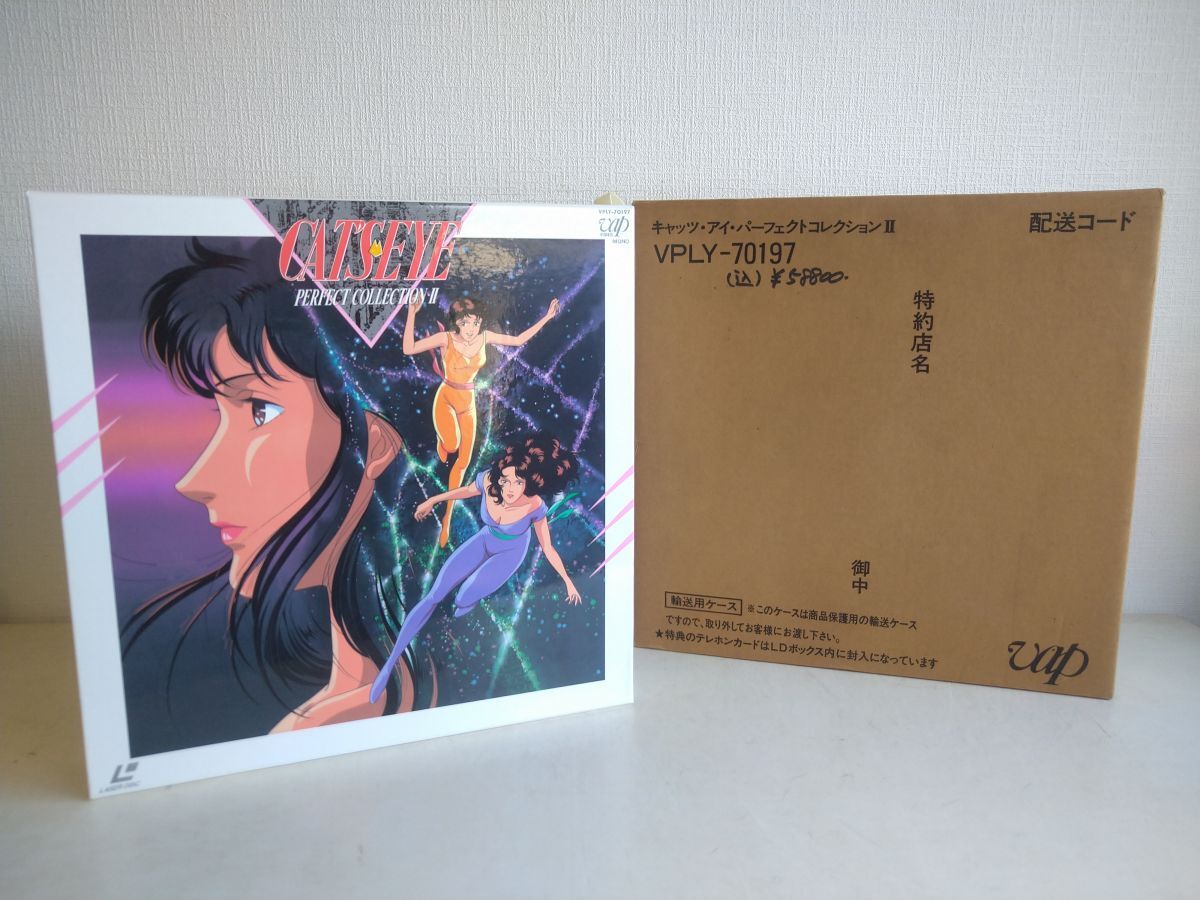 CATS♥EYE
PERFECT COLLECTION-II
VPLY-70197
vap
VIDEO
MONO
LASER DISC
キャッツ・アイ・パーフェクトコレクションII
配送コード
VPLY-70197
(込)¥58800.
特約店名
御中
輸送用ケース ※このケースは商品保護用の輸送ケース
ですので、取り外してお客様にお渡し下さい。
★特典のテレホンカードはLDボックス内に封入になっています
vap